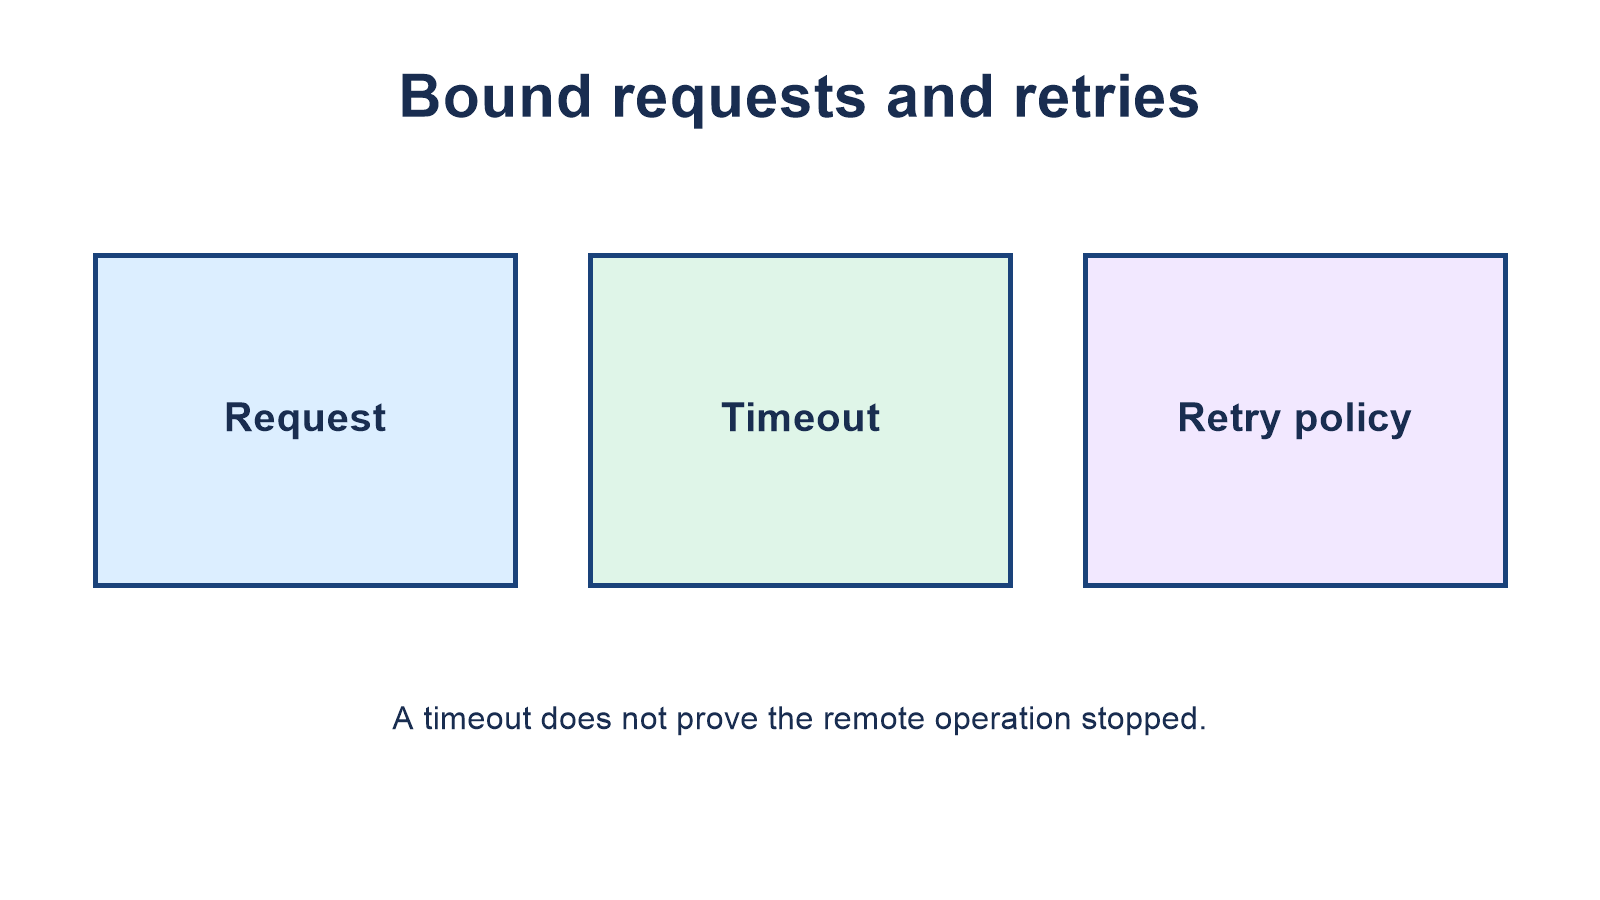 Bound requests and retries
Request
Timeout
Retry policy
A timeout does not prove the remote operation stopped.